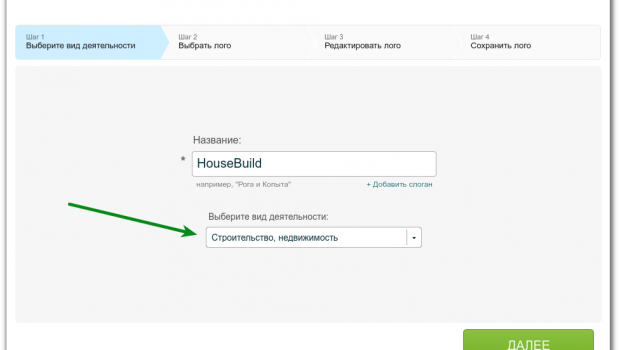 Шаг 1
Выберите вид деятельности
Шаг 2
Выбрать лого
Шаг 3
Редактировать лого
Шаг 4
Сохранить лого
Название:
* HouseBuild
например, "Рога и Копыта"
+ Добавить слоган
Выберите вид деятельности:
Строительство, недвижимость
ДАЛЕЕ